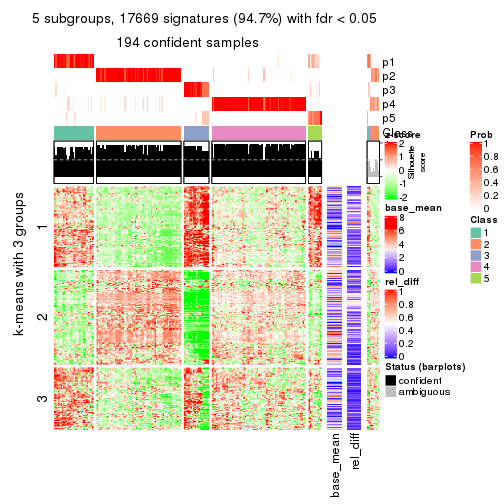 5 subgroups, 17669 signatures (94.7%) with fdr < 0.05
194 confident samples
p1
p2
p3
p4
p5
Class
z-score
2
1
0
-1
-2
Silhouette
score
Prob
1
0.8
0.6
0.4
0.2
0
k-means with 3 groups
1
2
3
base_mean
8
6
4
2
0
Class
1
2
3
4
5
rel_diff
1
0.8
0.6
0.4
0.2
0
Status (barplots)
confident
ambiguous
base_mean
rel_diff